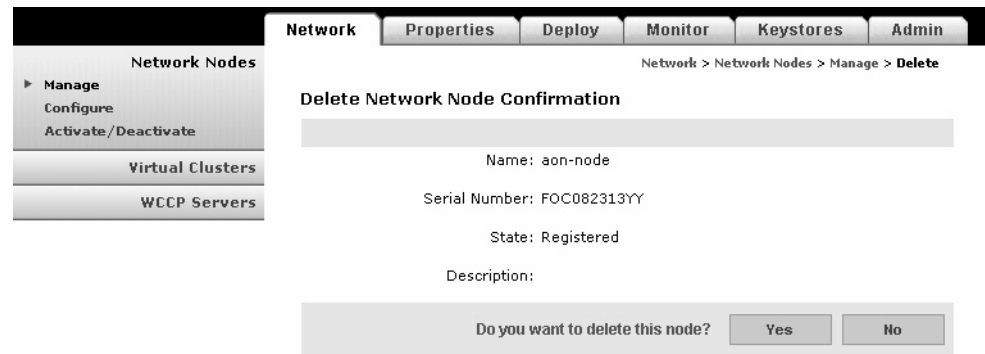 Network Properties Deploy Monitor Keystores Admin
Network Nodes
Manage
Configure
Activate/Deactivate
Virtual Clusters
WCCP Servers
Network > Network Nodes > Manage > Delete
Delete Network Node Confirmation
Name: aon-node
Serial Number: FOC082313YY
State: Registered
Description:
Do you want to delete this node? Yes No